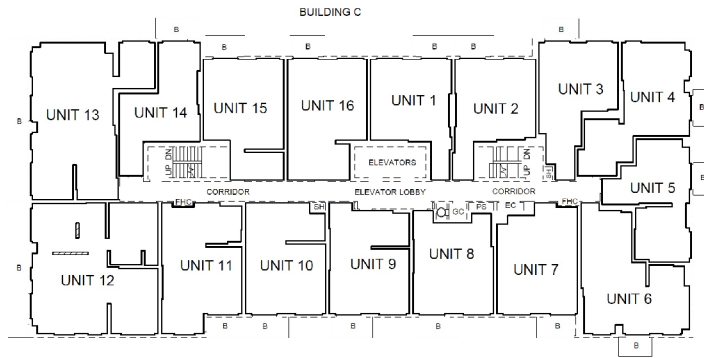 BUILDING C
B
B
B
B
B
B
UNIT 13
UNIT 14
UNIT 15
UNIT 16
UNIT 1
UNIT 2
UNIT 3
UNIT 4
B
B
UP
DN
ELEVATORS
UP
DN
SH
B
UNIT 5
CORRIDOR
ELEVATOR LOBBY
CORRIDOR
FHC
SH
GC
PS
EC
FHC
B
UNIT 12
UNIT 11
UNIT 10
UNIT 9
UNIT 8
UNIT 7
UNIT 6
B
B
B
B
B
B
B